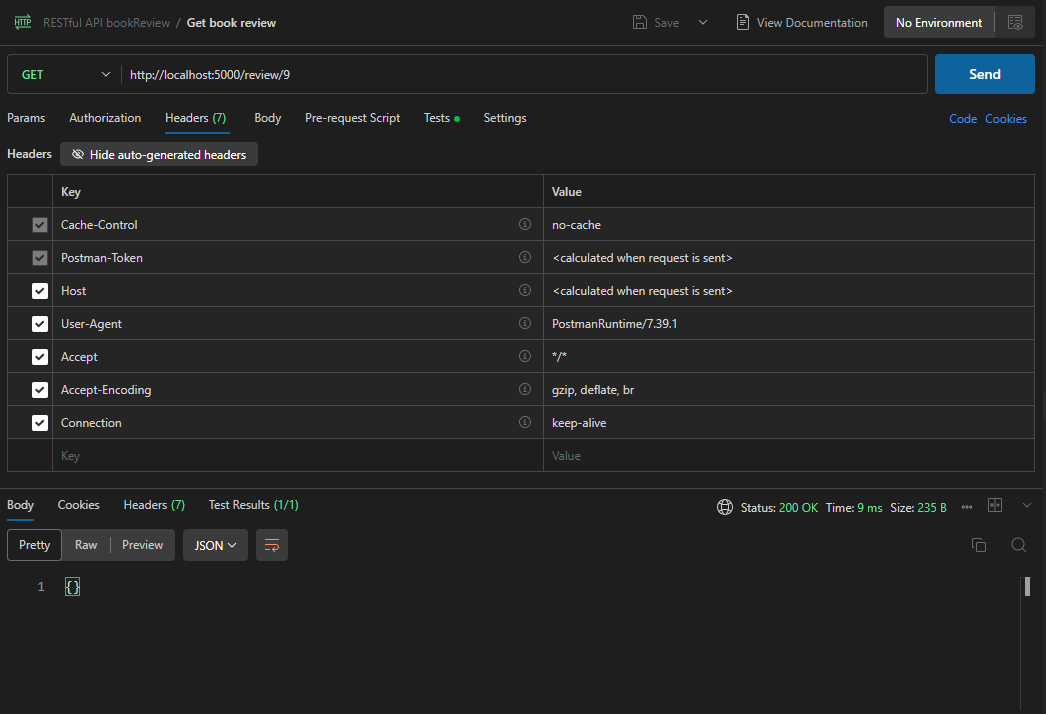 HTTP RESTful API bookReview / Get book review Save View Documentation No Environment
GET http://localhost:5000/review/9 Send
Params Authorization Headers (7) Body Pre-request Script Tests Settings Code Cookies
Headers Hide auto-generated headers
Key Value
Cache-Control no-cache
Postman-Token <calculated when request is sent>
Host <calculated when request is sent>
User-Agent PostmanRuntime/7.39.1
Accept */*
Accept-Encoding gzip, deflate, br
Connection keep-alive
Key Value
Body Cookies Headers (7) Test Results (1/1) Status: 200 OK Time: 9 ms Size: 235 B
Pretty Raw Preview JSON
1 {}